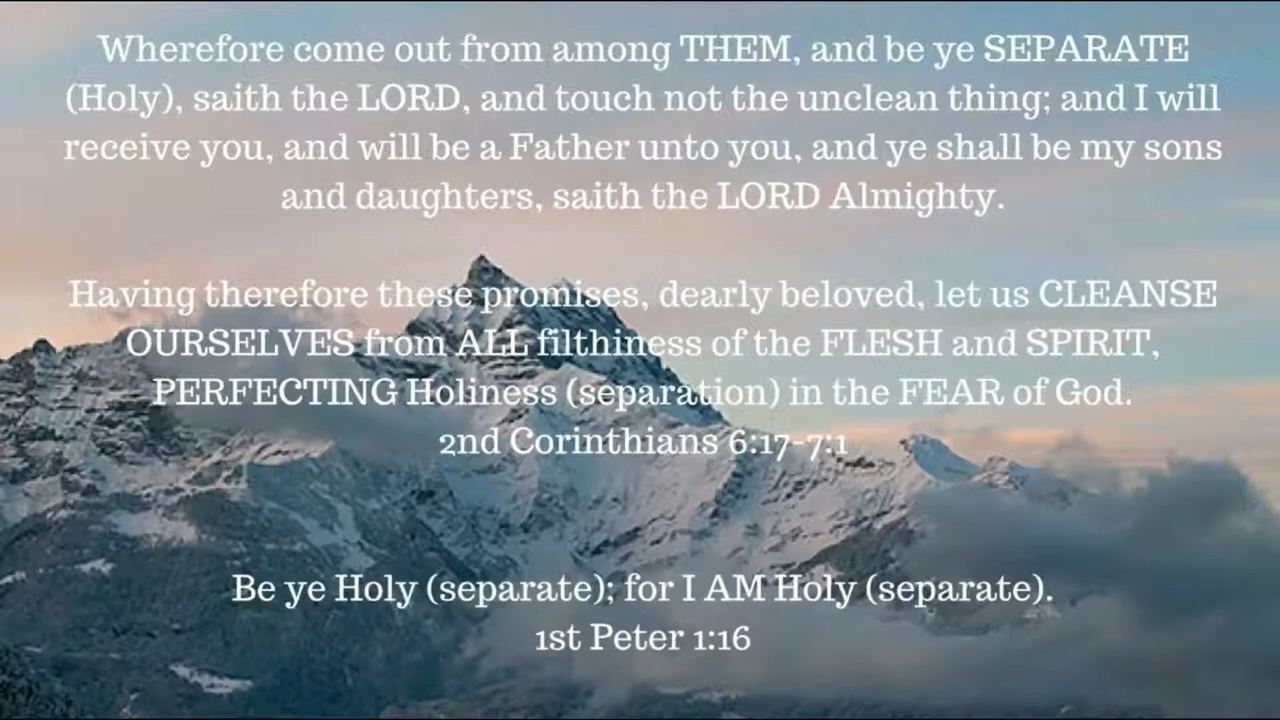 Wherefore come out from among THEM, and be ye SEPARATE
(Holy), saith the LORD, and touch not the unclean thing; and I will
receive you, and will be a Father unto you, and ye shall be my sons
and daughters, saith the LORD Almighty.
Having therefore these promises, dearly beloved, let us CLEANSE
OURSELVES from ALL filthiness of the FLESH and SPIRIT,
PERFECTING Holiness (separation) in the FEAR of God.
2nd Corinthians 6:17-7:1
Be ye Holy (separate); for I AM Holy (separate).
1st Peter 1:16